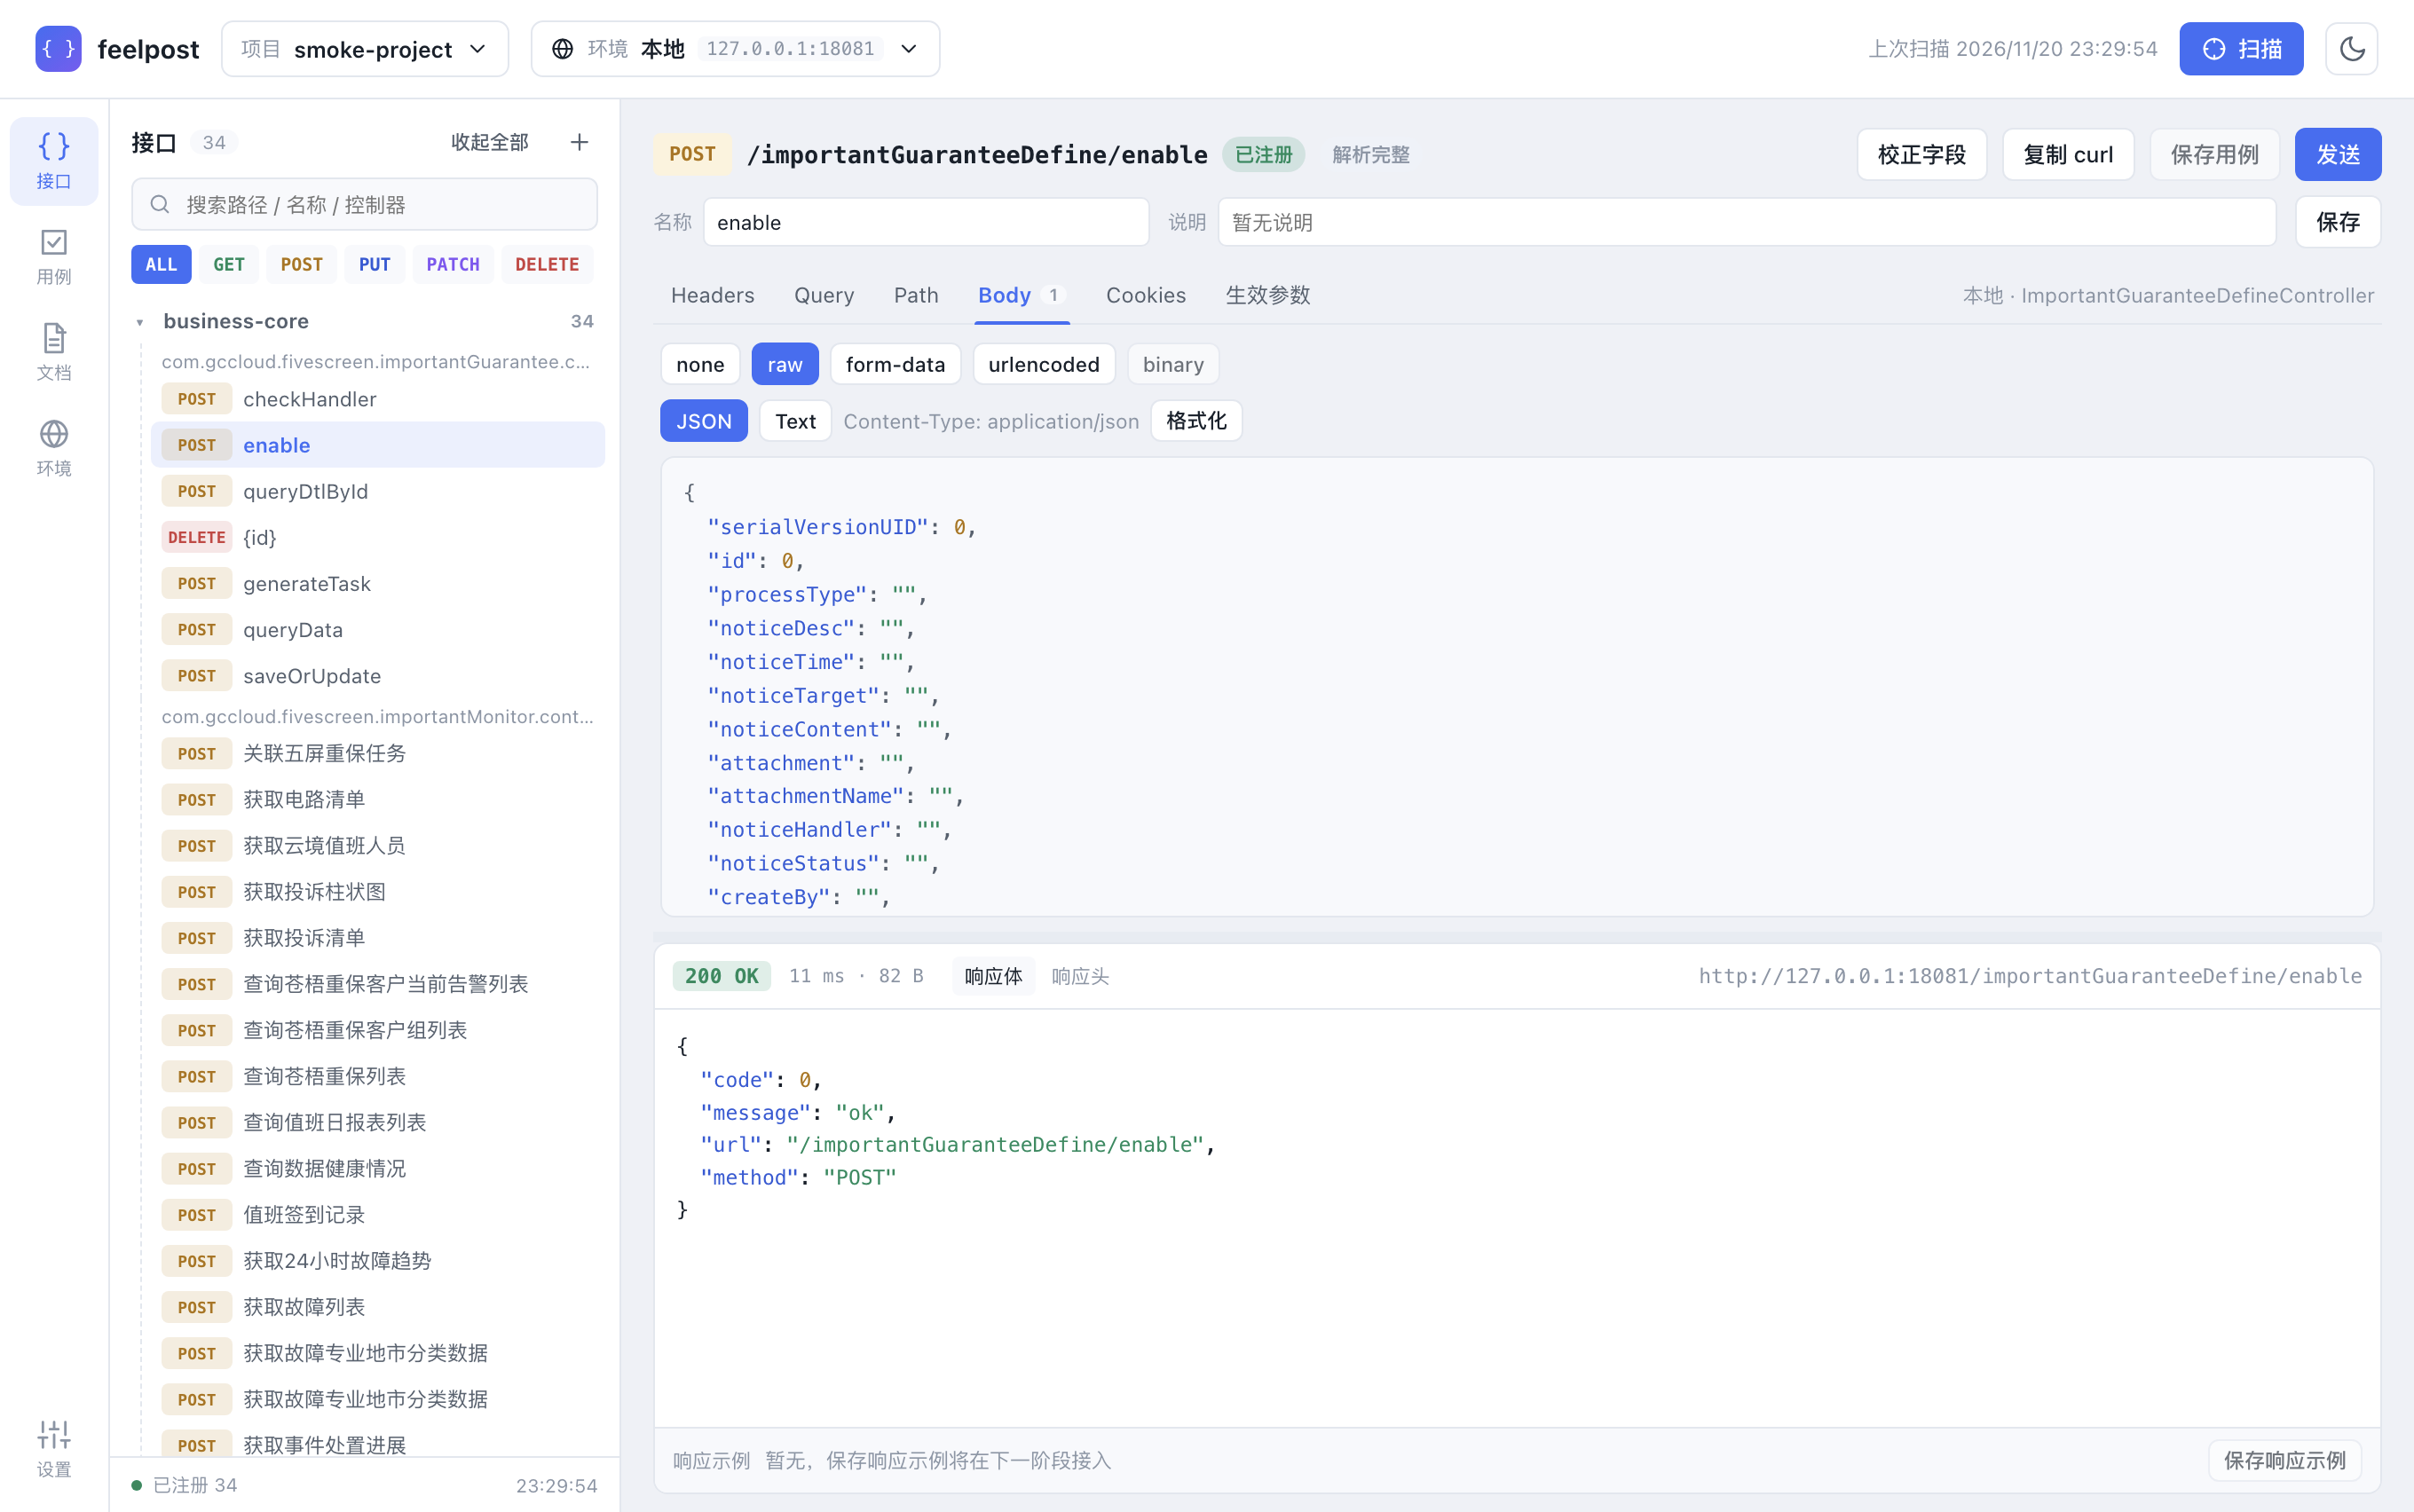 { } feelpost 项目 smoke-project 环境 本地 127.0.0.1:18081 上次扫描 2026/11/20 23:29:54 扫描
接口
用例
文档
环境
设置
接口 34 收起全部
搜索路径 / 名称 / 控制器
ALL GET POST PUT PATCH DELETE
business-core 34
com.gccloud.fivescreen.importantGuarantee.c...
POST checkHandler
POST enable
POST queryDtlById
DELETE {id}
POST generateTask
POST queryData
POST saveOrUpdate
com.gccloud.fivescreen.importantMonitor.cont...
POST 关联五屏重保任务
POST 获取电路清单
POST 获取云境值班人员
POST 获取投诉柱状图
POST 获取投诉清单
POST 查询苍梧重保客户当前告警列表
POST 查询苍梧重保客户组列表
POST 查询苍梧重保列表
POST 查询值班日报表列表
POST 查询数据健康情况
POST 值班签到记录
POST 获取24小时故障趋势
POST 获取故障列表
POST 获取故障专业地市分类数据
POST 获取故障专业地市分类数据
POST 获取事件处置进展
已注册 34 23:29:54
POST /importantGuaranteeDefine/enable 已注册 解析完整 校正字段 复制 curl 保存用例 发送
名称 enable 说明 暂无说明 保存
Headers Query Path Body 1 Cookies 生效参数 本地 · ImportantGuaranteeDefineController
none raw form-data urlencoded binary
JSON Text Content-Type: application/json 格式化
{
"serialVersionUID": 0,
"id": 0,
"processType": "",
"noticeDesc": "",
"noticeTime": "",
"noticeTarget": "",
"noticeContent": "",
"attachment": "",
"attachmentName": "",
"noticeHandler": "",
"noticeStatus": "",
"createBy": "",
200 OK 11 ms · 82 B 响应体 响应头 http://127.0.0.1:18081/importantGuaranteeDefine/enable
{
"code": 0,
"message": "ok",
"url": "/importantGuaranteeDefine/enable",
"method": "POST"
}
响应示例 暂无，保存响应示例将在下一阶段接入 保存响应示例